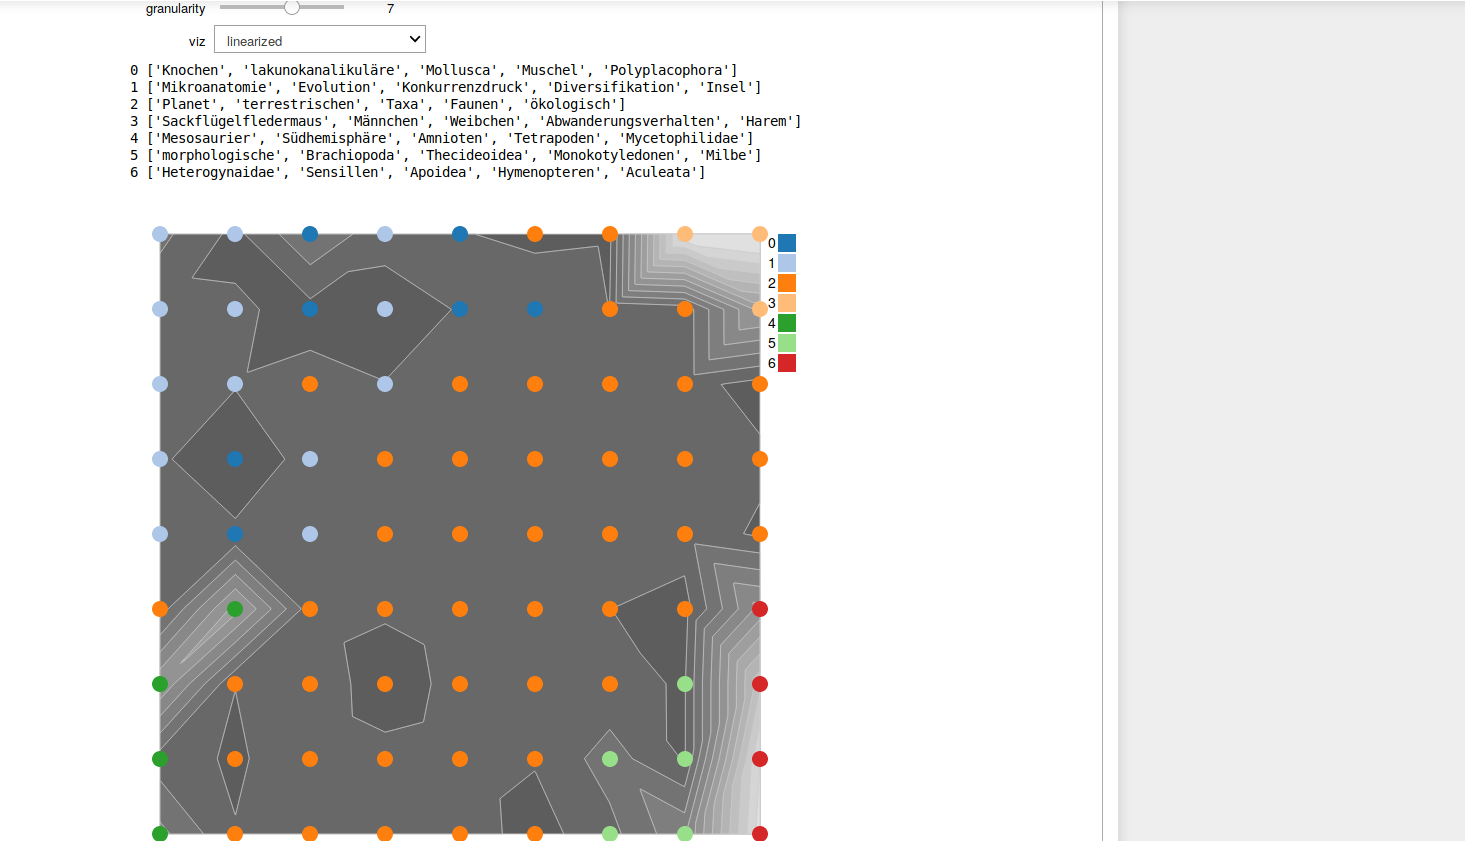 granularity 7
viz linearized
0 ['Knochen', 'lakunokanalikuläre', 'Mollusca', 'Muschel', 'Polyplacophora']
1 ['Mikroanatomie', 'Evolution', 'Konkurrenzdruck', 'Diversifikation', 'Insel']
2 ['Planet', 'terrestrischen', 'Taxa', 'Faunen', 'ökologisch']
3 ['Sackflügelfledermaus', 'Männchen', 'Weibchen', 'Abwanderungsverhalten', 'Harem']
4 ['Mesosaurier', 'Südhemisphäre', 'Amnioten', 'Tetrapoden', 'Mycetophilidae']
5 ['morphologische', 'Brachiopoda', 'Thecideoidea', 'Monokotyledonen', 'Milbe']
6 ['Heterogynaidae', 'Sensillen', 'Apoidea', 'Hymenopteren', 'Aculeata']
0
1
2
3
4
5
6